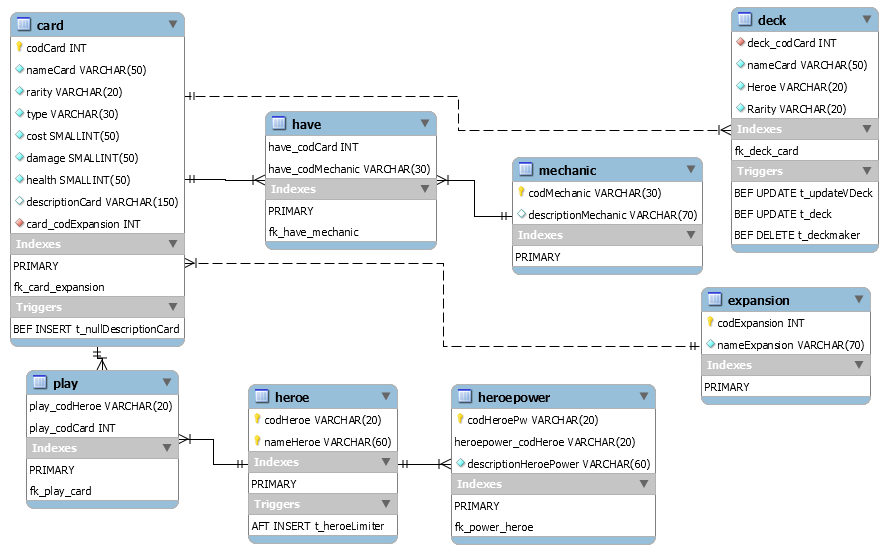 card
codCard INT
nameCard VARCHAR(50)
rarity VARCHAR(20)
type VARCHAR(30)
cost SMALLINT(50)
damage SMALLINT(50)
health SMALLINT(50)
descriptionCard VARCHAR(150)
card_codExpansion INT
Indexes
PRIMARY
fk_card_expansion
Triggers
BEF INSERT t_nullDescriptionCard
have
have_codCard INT
have_codMechanic VARCHAR(30)
Indexes
PRIMARY
fk_have_mechanic
mechanic
codMechanic VARCHAR(30)
descriptionMechanic VARCHAR(70)
Indexes
PRIMARY
deck
deck_codCard INT
nameCard VARCHAR(50)
Heroe VARCHAR(20)
Rarity VARCHAR(20)
Indexes
fk_deck_card
Triggers
BEF UPDATE t_updateVDeck
BEF UPDATE t_deck
BEF DELETE t_deckmaker
expansion
codExpansion INT
nameExpansion VARCHAR(70)
Indexes
PRIMARY
play
play_codHeroe VARCHAR(20)
play_codCard INT
Indexes
PRIMARY
fk_play_card
heroe
codHeroe VARCHAR(20)
nameHeroe VARCHAR(60)
Indexes
PRIMARY
Triggers
AFT INSERT t_heroeLimiter
heroepower
codHeroePw VARCHAR(20)
heroepower_codHeroe VARCHAR(20)
descriptionHeroePower VARCHAR(60)
Indexes
PRIMARY
fk_power_heroe